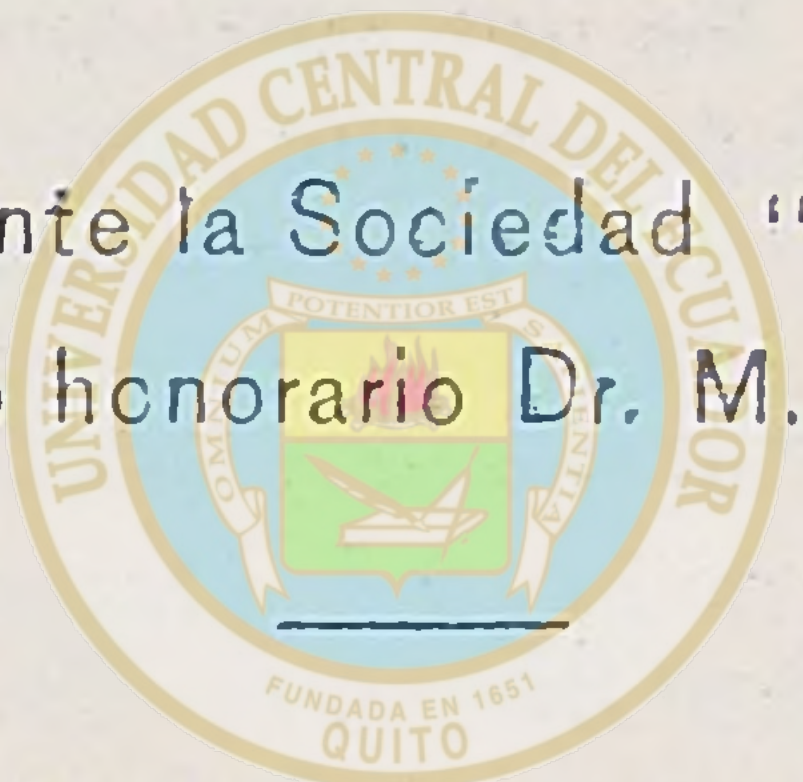 UNIVERSIDAD CENTRAL DEL ECUADOR
nte la Sociedad "
POTENTIOR EST
OMNIUM SAPIENTIA
honorario Dr. M.
FUNDADA EN 1651
QUITO